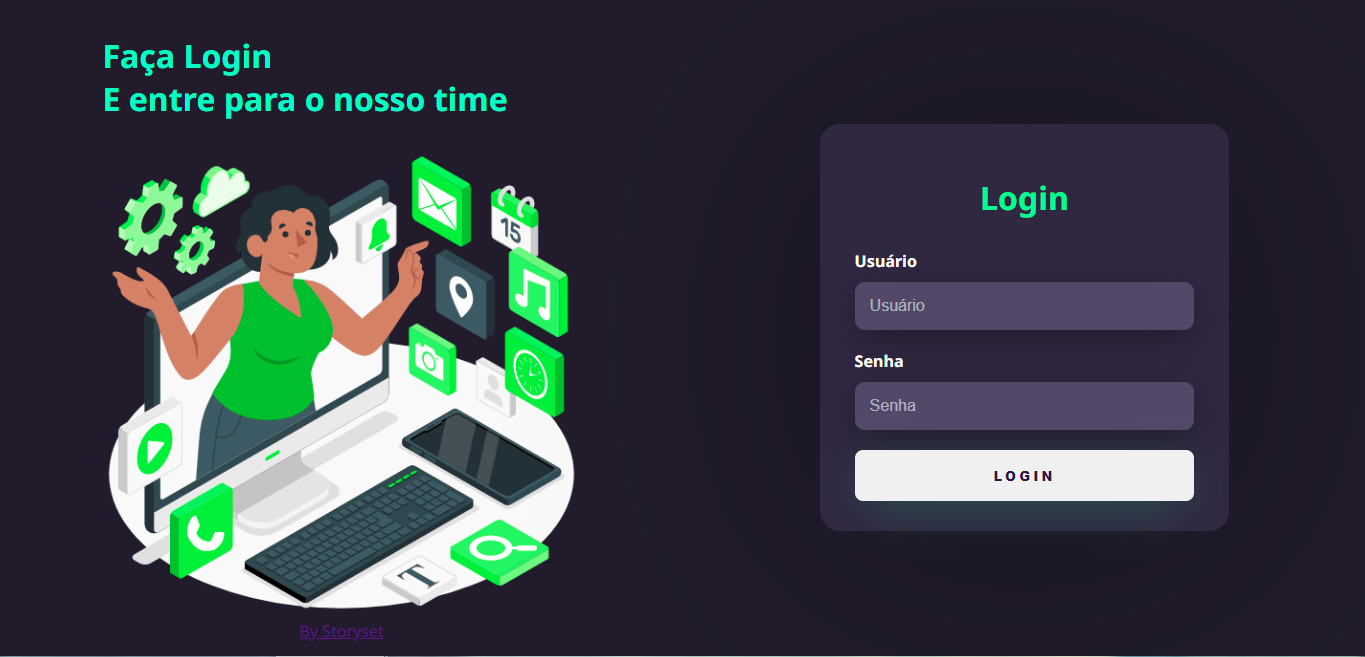 Faça Login
E entre para o nosso time
15
T
By Storyset
Login
Usuário
Usuário
Senha
Senha
LOGIN